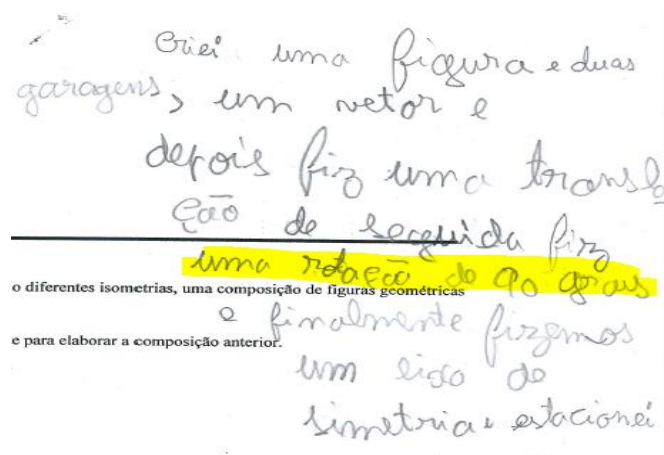 Criei uma figura e duas
garagens, um vetor e
depois fiz uma transla
ção de seguida fiz
uma rotação de 90 graus
o diferentes isometrias, uma composição de figuras geométricas
e finalmente fizemos
e para elaborar a composição anterior.
um eixo de
simetria e estacionei